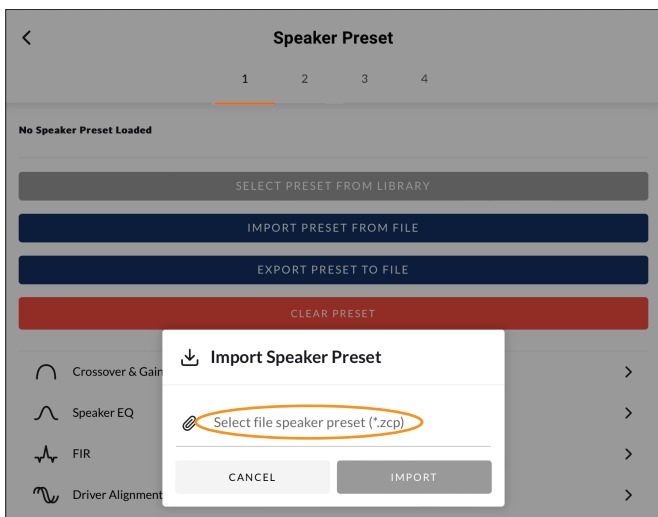 Speaker Preset
1 2 3 4
No Speaker Preset Loaded
SELECT PRESET FROM LIBRARY
IMPORT PRESET FROM FILE
EXPORT PRESET TO FILE
CLEAR PRESET
Import Speaker Preset
Crossover & Gain
Select file speaker preset (*.zcp)
Speaker EQ
FIR
CANCEL IMPORT
Driver Alignment